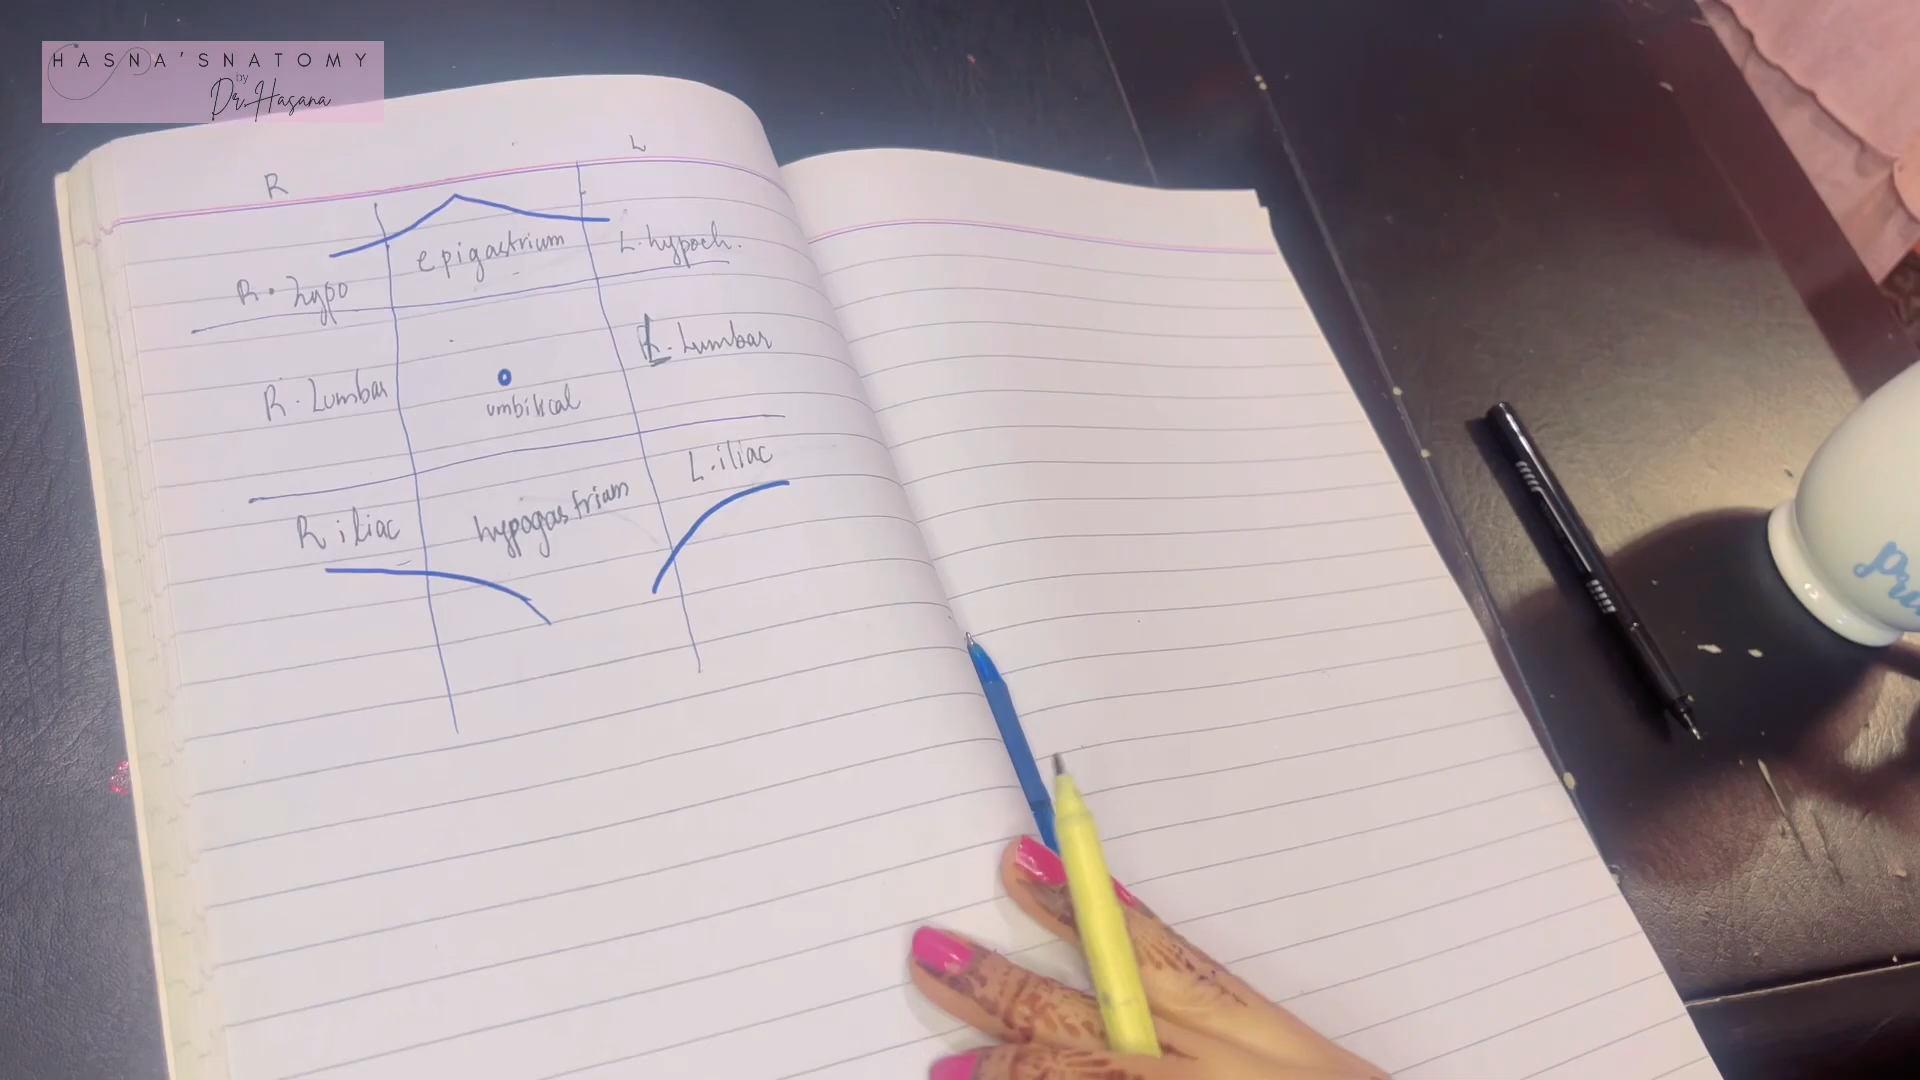 HASNA'SNATOMY
by
Dr.Hasana
R
L
epigastrium
L.hypoch.
R. hypo
L. Lumbar
R. Lumbar
umbilical
L.iliac
R iliac
hypogastrium